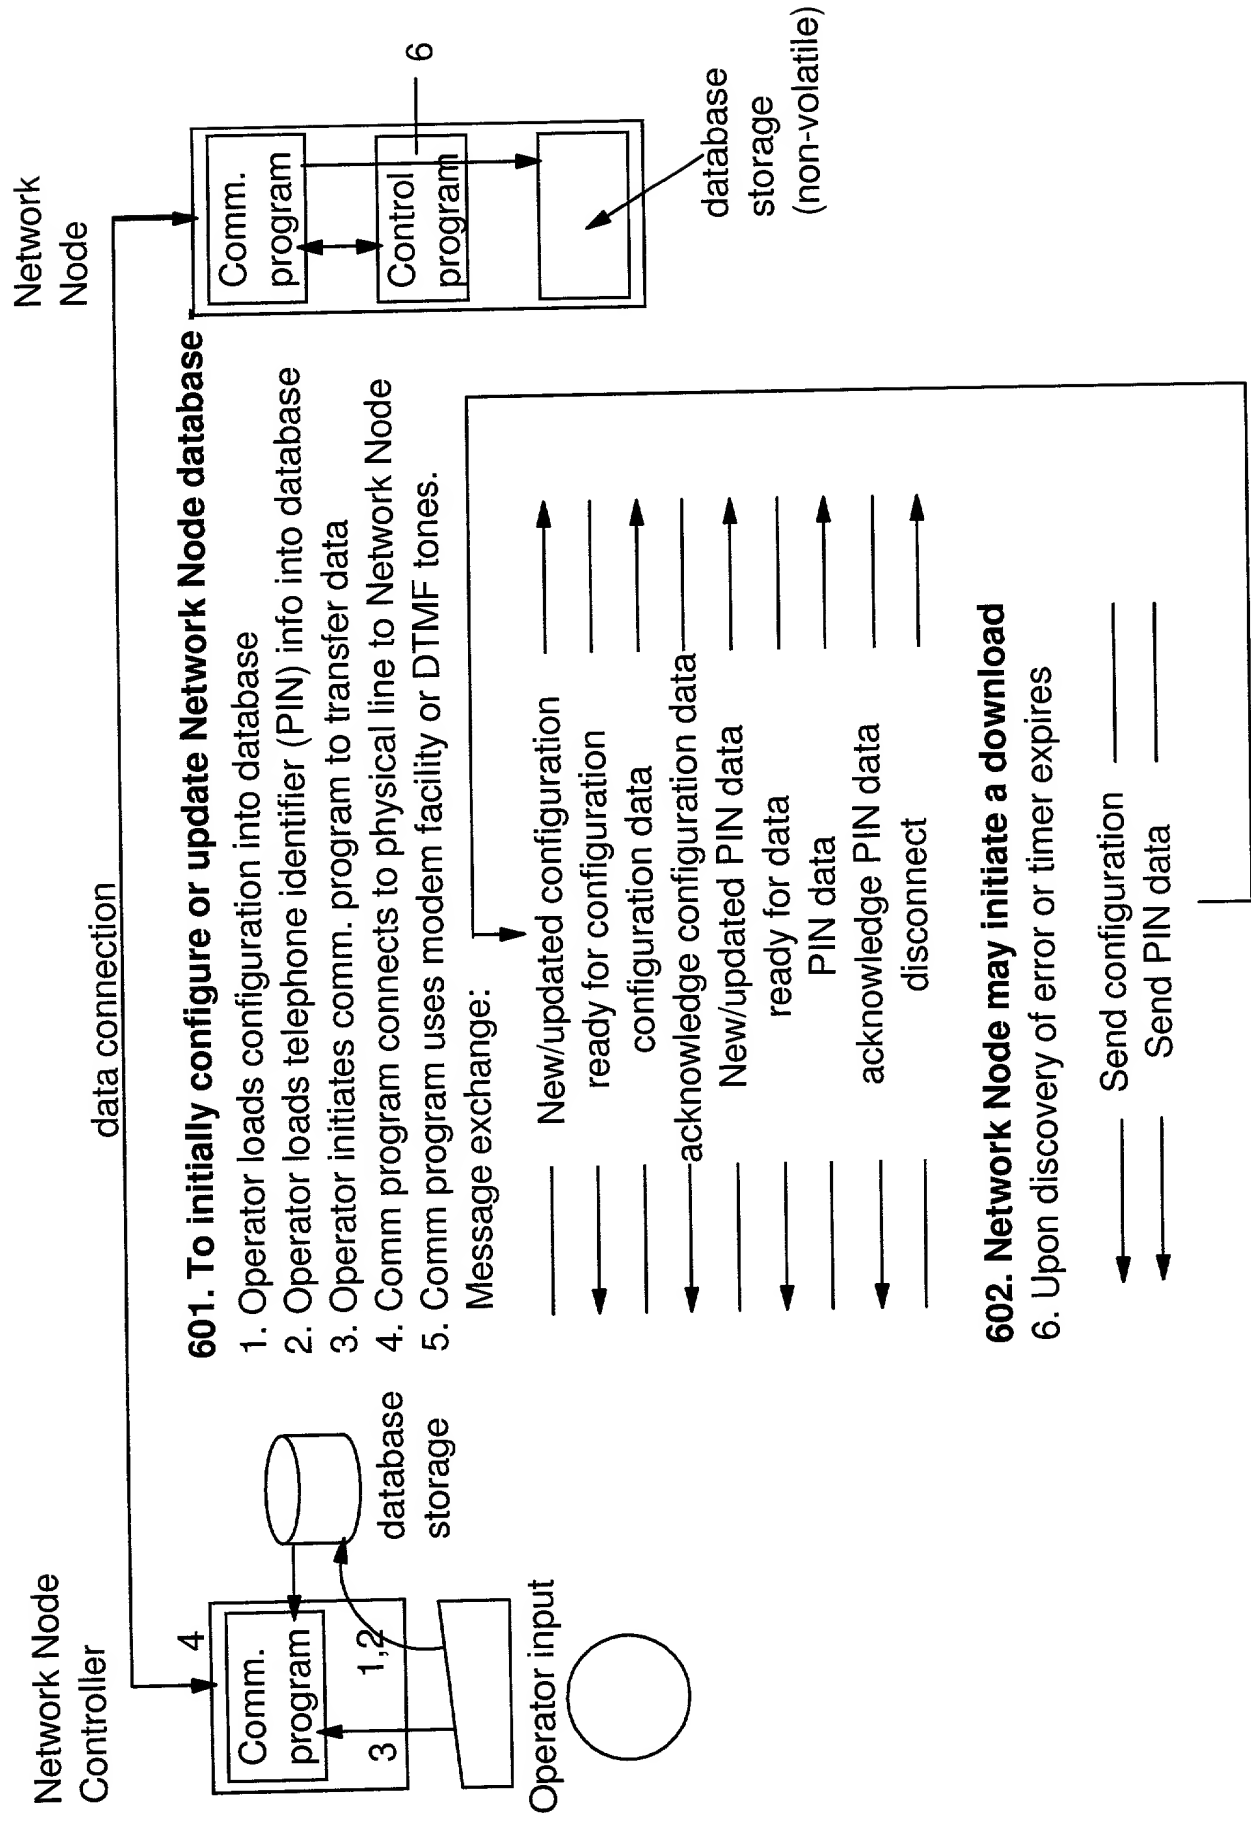 Network Node
Controller
data connection
Network
Node
4
Comm.
program
3
1,2
Operator input
database
storage
601. To initially configure or update Network Node database
1. Operator loads configuration into database
2. Operator loads telephone identifier (PIN) info into database
3. Operator initiates comm. program to transfer data
4. Comm program connects to physical line to Network Node
5. Comm program uses modem facility or DTMF tones.
Message exchange:
New/updated configuration
ready for configuration
configuration data
acknowledge configuration data
New/updated PIN data
ready for data
PIN data
acknowledge PIN data
disconnect
602. Network Node may initiate a download
6. Upon discovery of error or timer expires
Send configuration
Send PIN data
Comm.
program
Control
program
6
database
storage
(non-volatile)